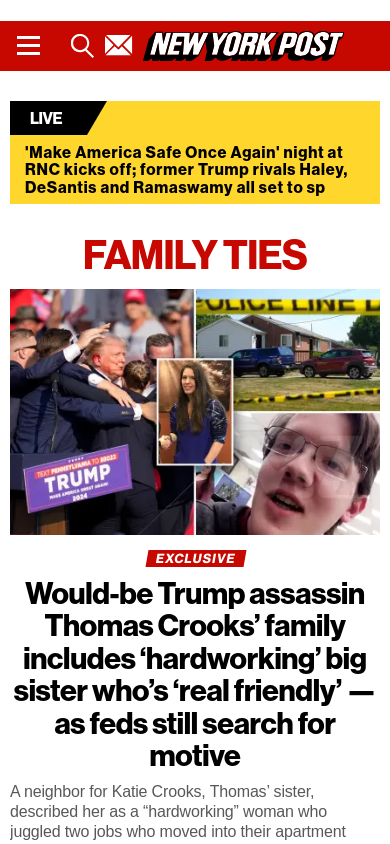 NEW YORK POST
LIVE
'Make America Safe Once Again' night at
RNC kicks off; former Trump rivals Haley,
DeSantis and Ramaswamy all set to sp
FAMILY TIES
POLICE LINE D
TEXT PENNSYLVANIA TO 88022
TRUMP
MAKE AMERICA GREAT AGAIN!
2024
EXCLUSIVE
Would-be Trump assassin
Thomas Crooks’ family
includes ‘hardworking’ big
sister who’s ‘real friendly’ —
as feds still search for
motive
A neighbor for Katie Crooks, Thomas’ sister,
described her as a “hardworking” woman who
juggled two jobs who moved into their apartment